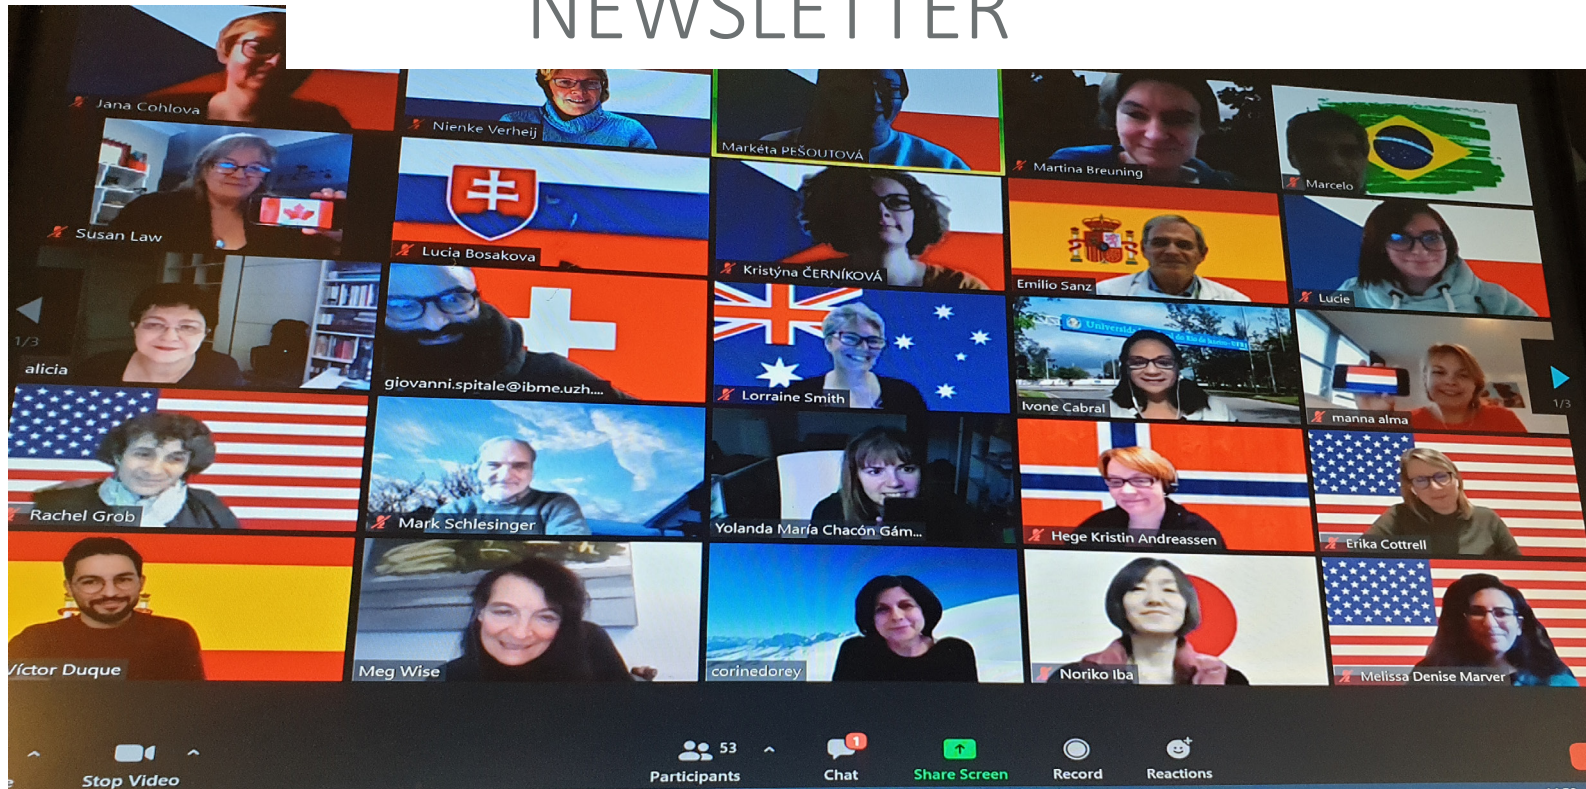 NEWSLETTER
Jana Cohlova
Nienke Verheij
Markéta PEŠOUTOVÁ
Martina Breuning
Marcelo
Susan Law
Lucia Bosakova
Kristýna ČERNÍKOVÁ
Emilio Sanz
Lucie
1/3
alicia
giovanni.spitale@ibme.uzh....
Lorraine Smith
Ivone Cabral
manna alma
1/3
Rachel Grob
Mark Schlesinger
Yolanda María Chacón Gám...
Hege Kristin Andreassen
Erika Cottrell
Víctor Duque
Meg Wise
corinedorey
Noriko Iba
Melissa Denise Marver
53
1
Stop Video
Participants
Chat
Share Screen
Record
Reactions